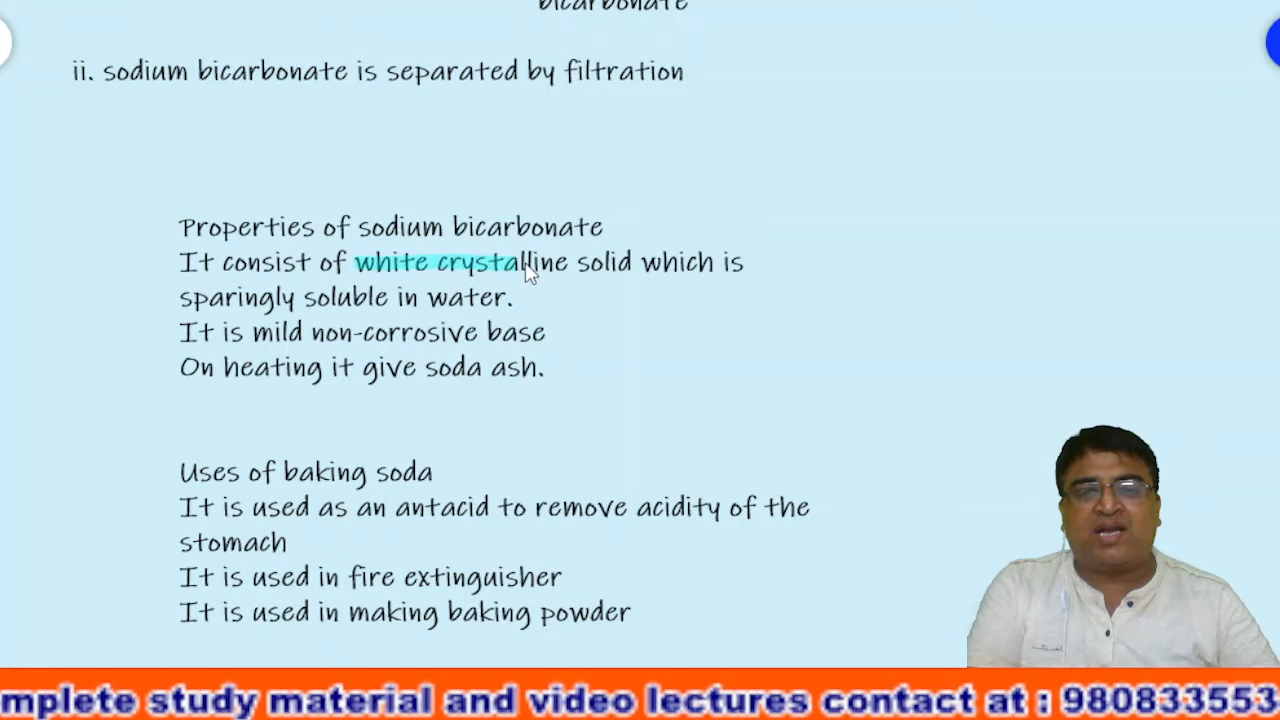 bicarbonate
ii. sodium bicarbonate is separated by filtration
Properties of sodium bicarbonate
It consist of white crystalline solid which is
sparingly soluble in water.
It is mild non-corrosive base
On heating it give soda ash.
Uses of baking soda
It is used as an antacid to remove acidity of the
stomach
It is used in fire extinguisher
It is used in making baking powder
mplete study material and video lectures contact at : 980833553